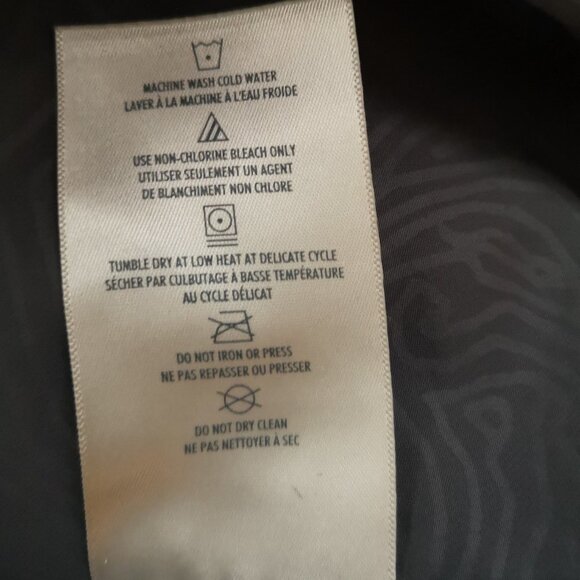 MACHINE WASH COLD WATER
LAVER À LA MACHINE À L'EAU FROIDE
USE NON-CHLORINE BLEACH ONLY
UTILISER SEULEMENT UN AGENT
DE BLANCHIMENT NON CHLORE
TUMBLE DRY AT LOW HEAT AT DELICATE CYCLE
SÉCHER PAR CULBUTAGE À BASSE TEMPÉRATURE
AU CYCLE DÉLICAT
DO NOT IRON OR PRESS
NE PAS REPASSER OU PRESSER
DO NOT DRY CLEAN
NE PAS NETTOYER À SEC